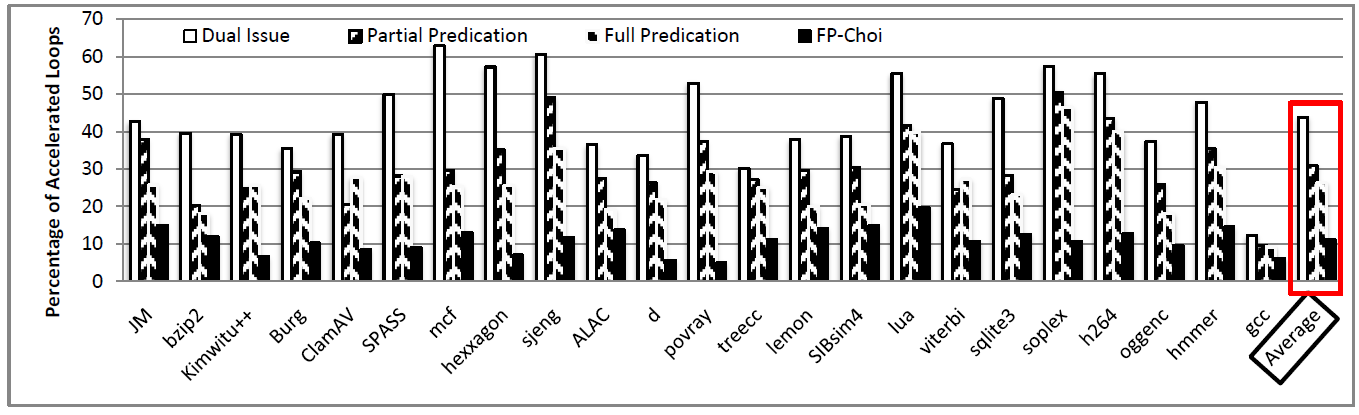 Percentage of Accelerated Loops
70
60
50
40
30
20
10
0
Dual Issue Partial Predication Full Predication FP-Choi
JM bzip2 Kimwitu++ Burg ClamAV SPASS mcf hexxagon sjeng ALAC d povray treecc lemon SIBsim4 lua viterbi sqlite3 soplex h264 oggenc hmmer gcc Average